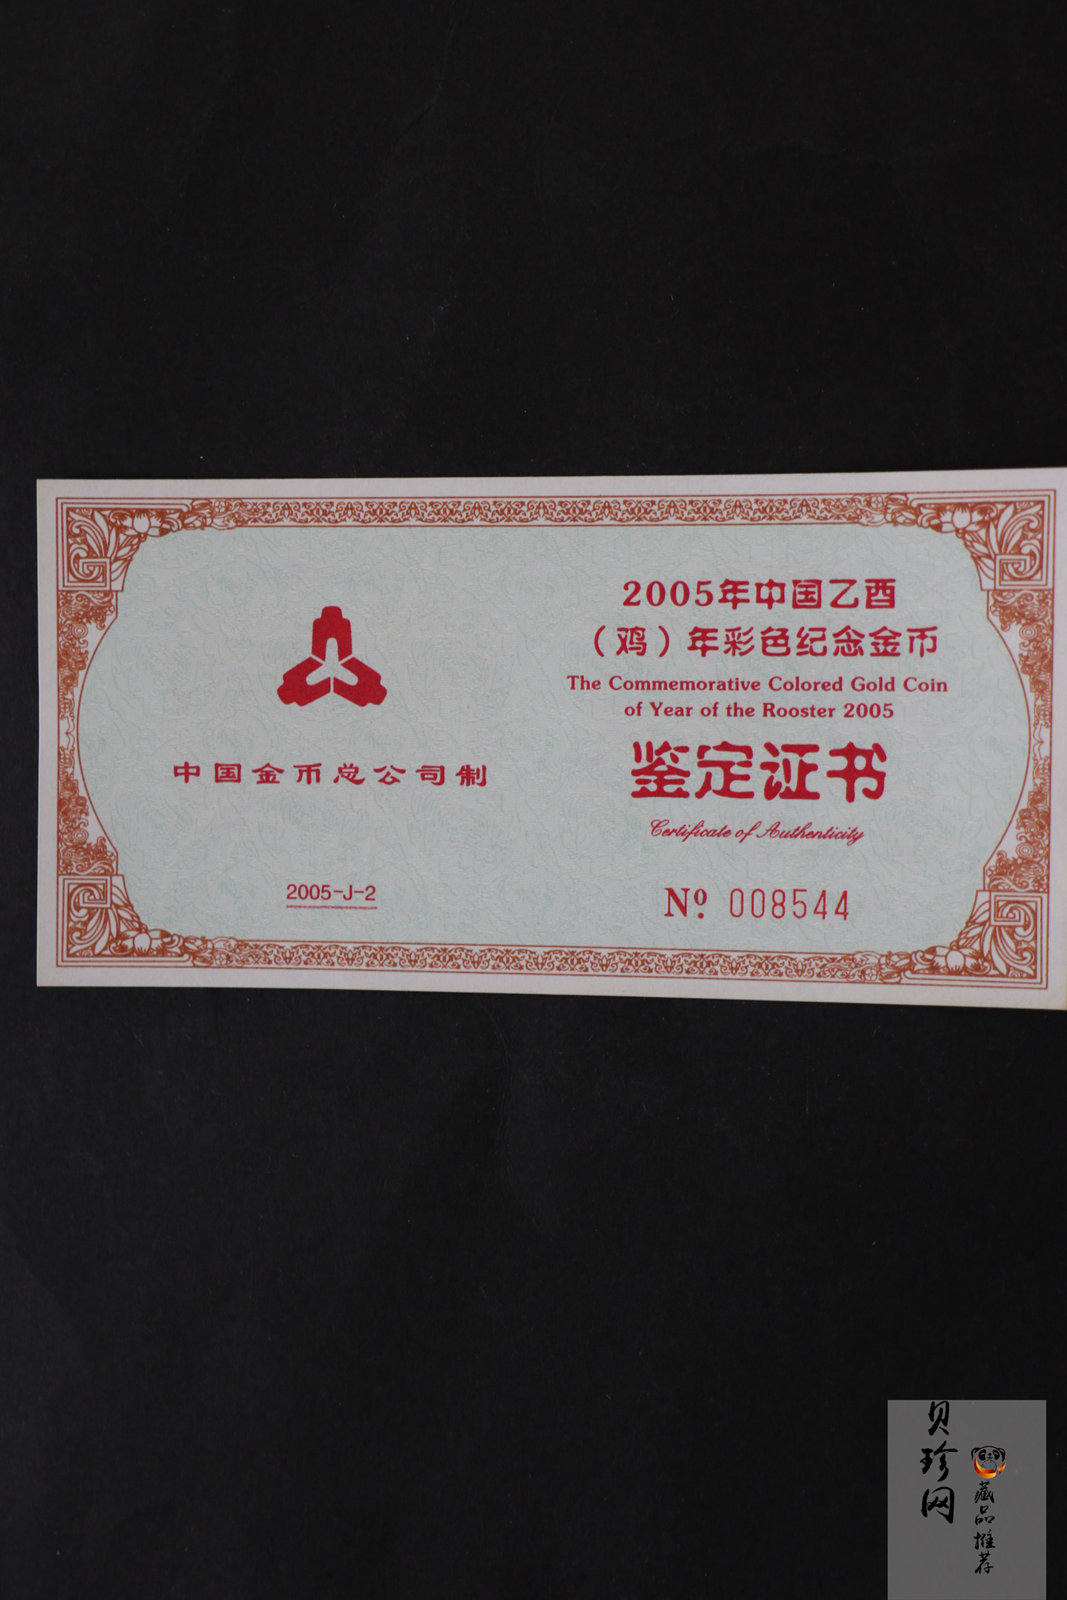 2005年中国乙酉
（鸡）年彩色纪念金币
The Commemorative Colored Gold Coin
of Year of the Rooster 2005
鉴定证书
Certificate of Authenticity
中国金币总公司制
2005-J-2
Nº 008544
贝珍网
藏品推荐